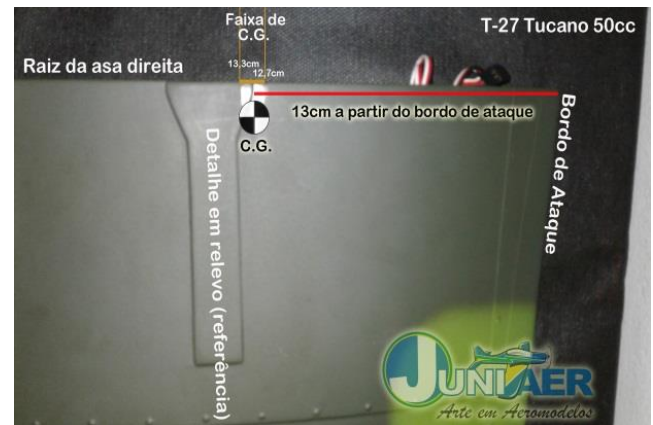 Faixa de
C.G.
T-27 Tucano 50cc
Raiz da asa direita
13,3cm
12,7cm
13cm a partir do bordo de ataque
C.G.
Bordo de Ataque
Detalhe em relevo (referência)
JUNIAER
Arte em Aeromodelos